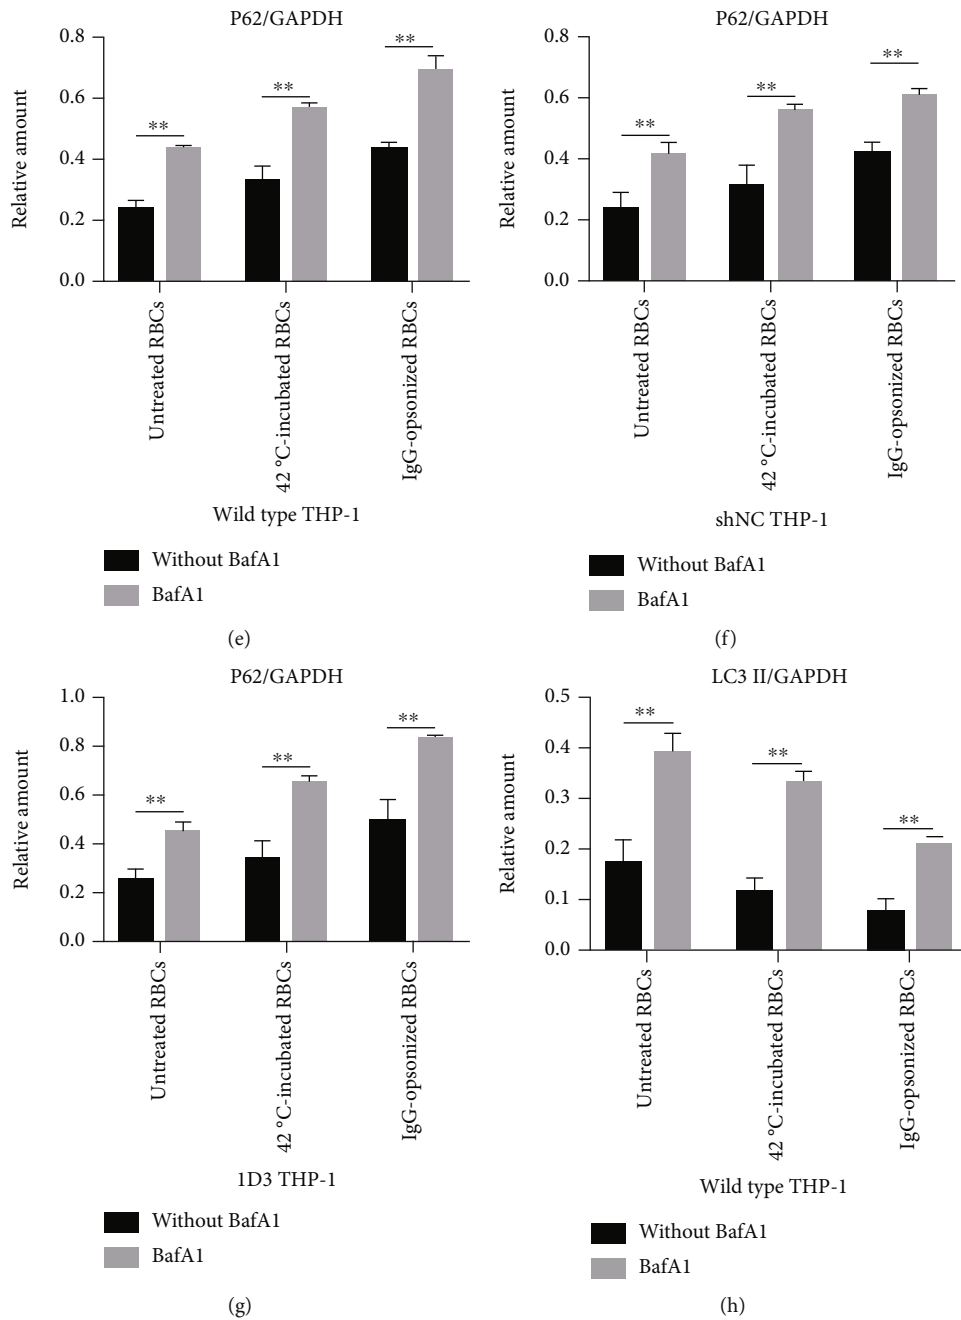 P62/GAPDH
0.8
0.6
0.4
0.2
0.0
Relative amount
**
**
**
Untreated RBCs
42 °C-incubated RBCs
IgG-opsonized RBCs
Wild type THP-1
Without BafA1
BafA1
(e)
P62/GAPDH
0.8
0.6
0.4
0.2
0.0
Relative amount
**
**
**
Untreated RBCs
42 °C-incubated RBCs
IgG-opsonized RBCs
shNC THP-1
Without BafA1
BafA1
(f)
P62/GAPDH
1.0
0.8
0.6
0.4
0.2
0.0
Relative amount
**
**
**
Untreated RBCs
42 °C-incubated RBCs
IgG-opsonized RBCs
1D3 THP-1
Without BafA1
BafA1
(g)
LC3 II/GAPDH
0.5
0.4
0.3
0.2
0.1
0.0
Relative amount
**
**
**
Untreated RBCs
42 °C-incubated RBCs
IgG-opsonized RBCs
Wild type THP-1
Without BafA1
BafA1
(h)